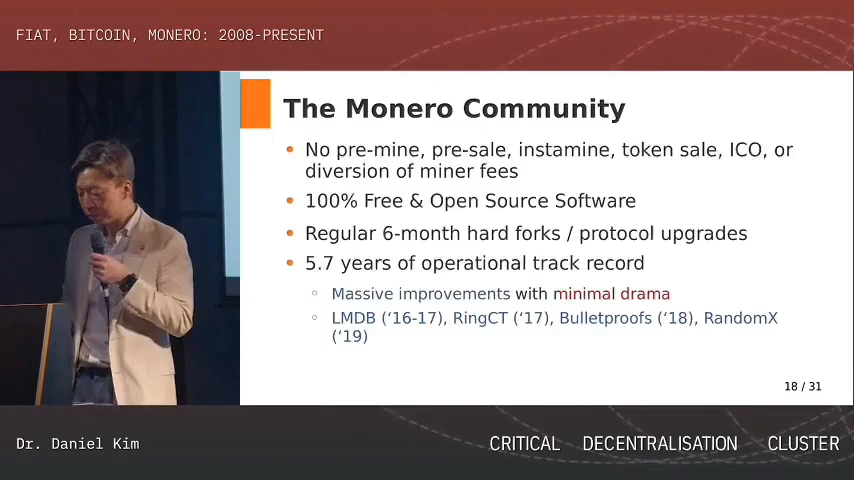 FIAT, BITCOIN, MONERO: 2008-PRESENT
The Monero Community
• No pre-mine, pre-sale, instamine, token sale, ICO, or
diversion of miner fees
• 100% Free & Open Source Software
• Regular 6-month hard forks / protocol upgrades
• 5.7 years of operational track record
◦ Massive improvements with minimal drama
◦ LMDB (‘16-17), RingCT (‘17), Bulletproofs (‘18), RandomX
(‘19)
18 / 31
Dr. Daniel Kim
CRITICAL DECENTRALISATION CLUSTER